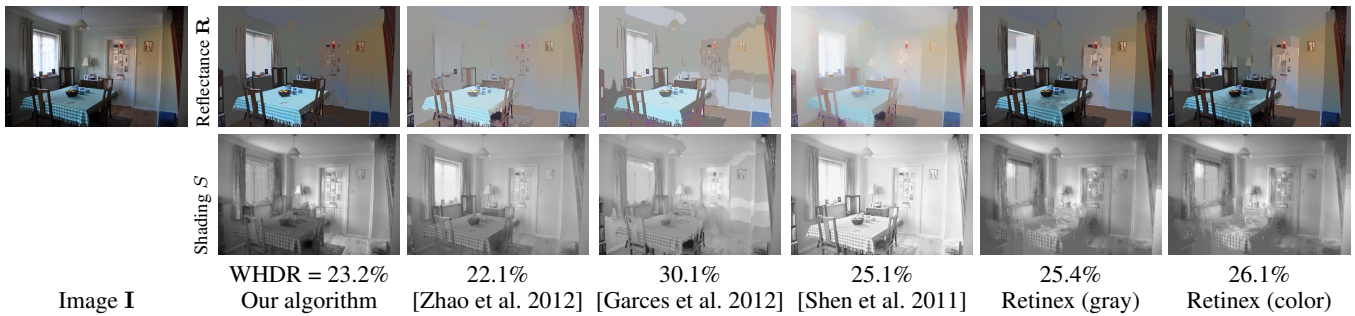 Reflectance R
Shading S
WHDR = 23.2% 22.1% 30.1% 25.1% 25.4% 26.1%
Image I Our algorithm [Zhao et al. 2012] [Garces et al. 2012] [Shen et al. 2011] Retinex (gray) Retinex (color)